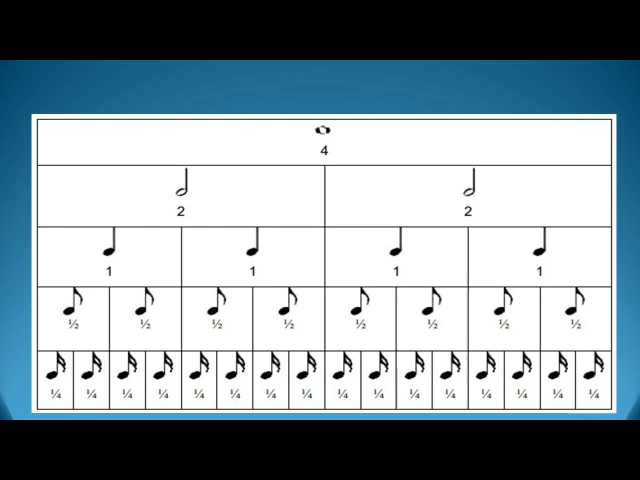 4
2 2
1 1 1 1
½ ½ ½ ½ ½ ½ ½ ½
¼ ¼ ¼ ¼ ¼ ¼ ¼ ¼ ¼ ¼ ¼ ¼ ¼ ¼ ¼ ¼